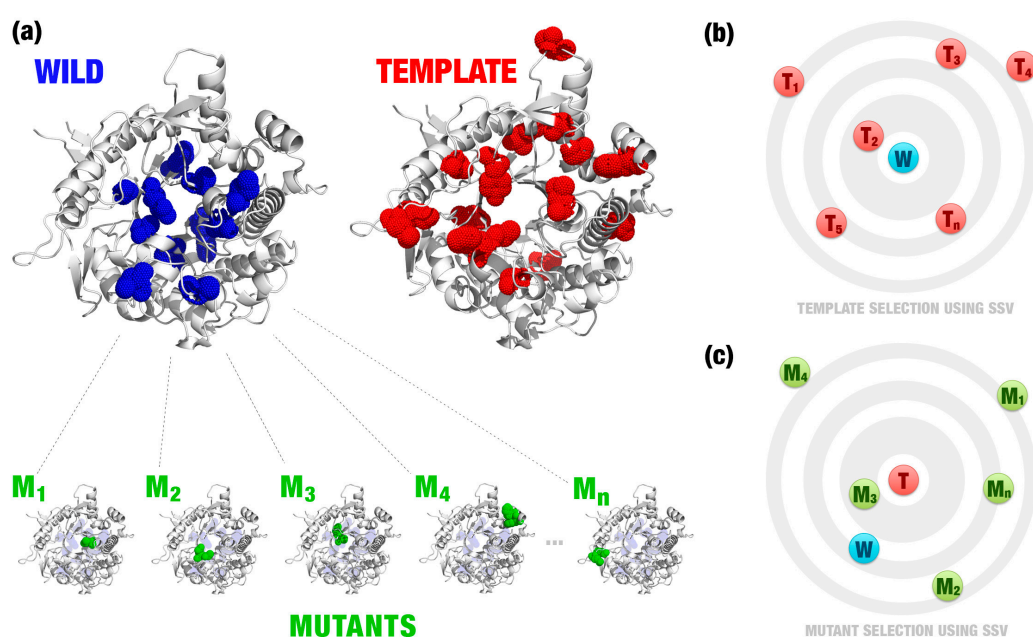 (a)
WILD
TEMPLATE
M₁
M₂
M₃
M₄
...
Mₙ
MUTANTS
(b)
T₁
T₂
T₃
T₄
T₅
Tₙ
W
TEMPLATE SELECTION USING SSV
(c)
M₄
M₁
T
M₃
Mₙ
W
M₂
MUTANT SELECTION USING SSV